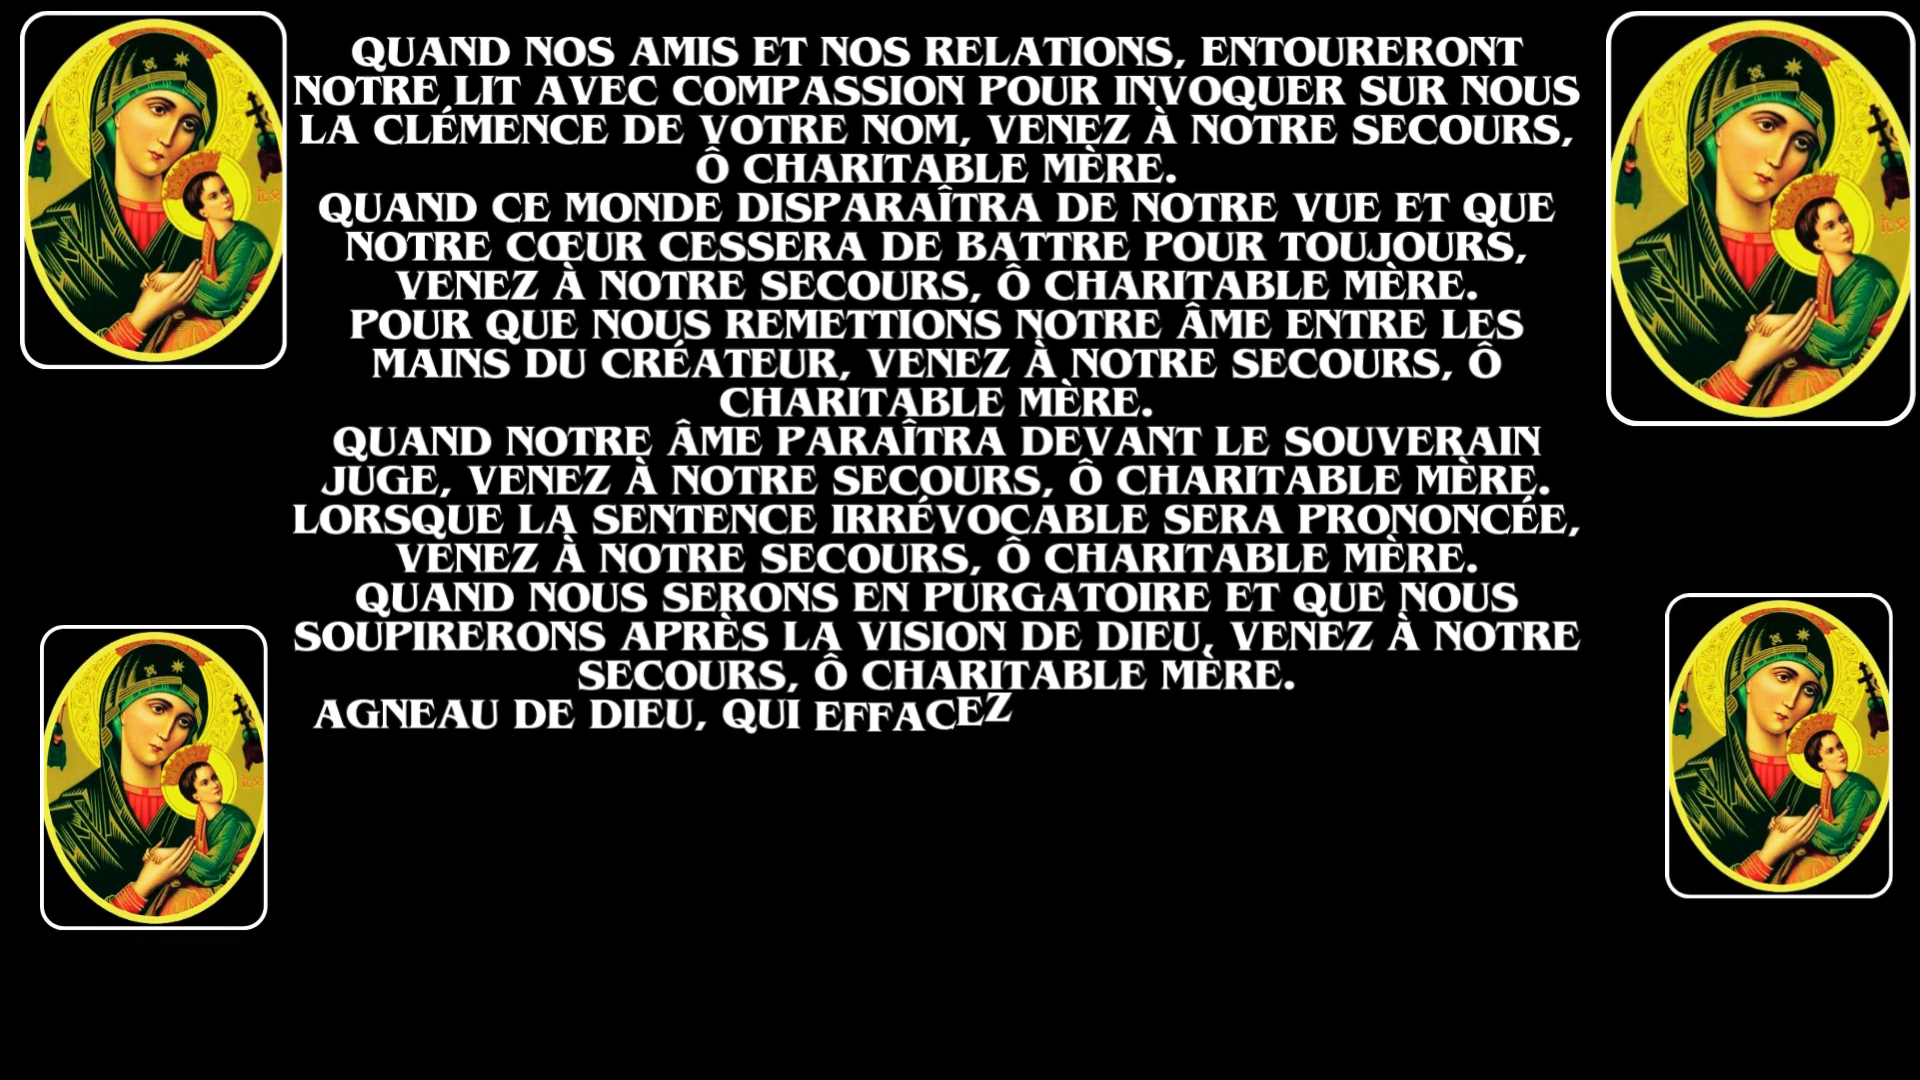 QUAND NOS AMIS ET NOS RELATIONS, ENTOURERONT
NOTRE LIT AVEC COMPASSION POUR INVOQUER SUR NOUS
LA CLÉMENCE DE VOTRE NOM, VENEZ À NOTRE SECOURS,
Ô CHARITABLE MÈRE.
QUAND CE MONDE DISPARAÎTRA DE NOTRE VUE ET QUE
NOTRE CŒUR CESSERA DE BATTRE POUR TOUJOURS,
VENEZ À NOTRE SECOURS, Ô CHARITABLE MÈRE.
POUR QUE NOUS REMETTIONS NOTRE ÂME ENTRE LES
MAINS DU CRÉATEUR, VENEZ À NOTRE SECOURS, Ô
CHARITABLE MÈRE.
QUAND NOTRE ÂME PARAÎTRA DEVANT LE SOUVERAIN
JUGE, VENEZ À NOTRE SECOURS, Ô CHARITABLE MÈRE.
LORSQUE LA SENTENCE IRRÉVOCABLE SERA PRONONCÉE,
VENEZ À NOTRE SECOURS, Ô CHARITABLE MÈRE.
QUAND NOUS SERONS EN PURGATOIRE ET QUE NOUS
SOUPIRERONS APRÈS LA VISION DE DIEU, VENEZ À NOTRE
SECOURS, Ô CHARITABLE MÈRE.
AGNEAU DE DIEU, QUI EFFACEZ